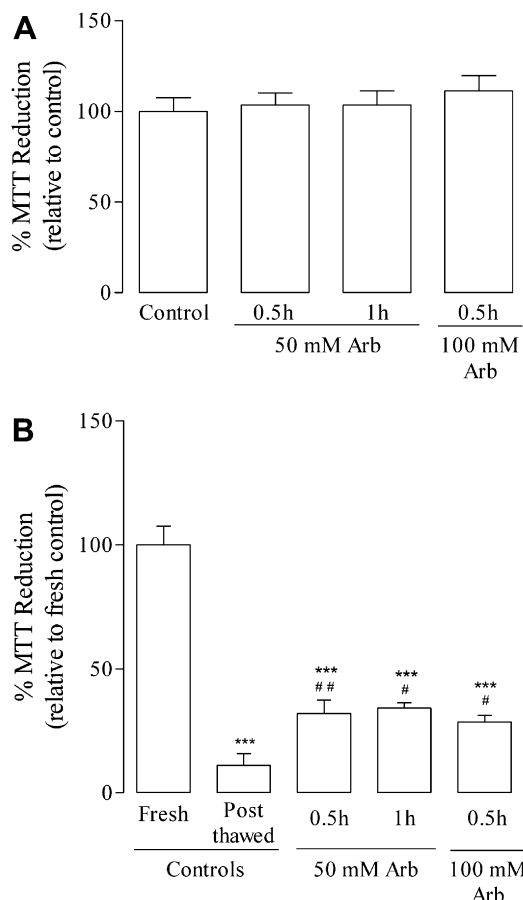 A
% MTT Reduction
(relative to control)
150
100
50
0
Control
0.5h
1h
0.5h
50 mM Arb
100 mM
Arb
B
% MTT Reduction
(relative to fresh control)
150
100
50
0
***
***
##
***
#
***
#
Fresh
Post
thawed
0.5h
1h
0.5h
Controls
50 mM Arb
100 mM
Arb